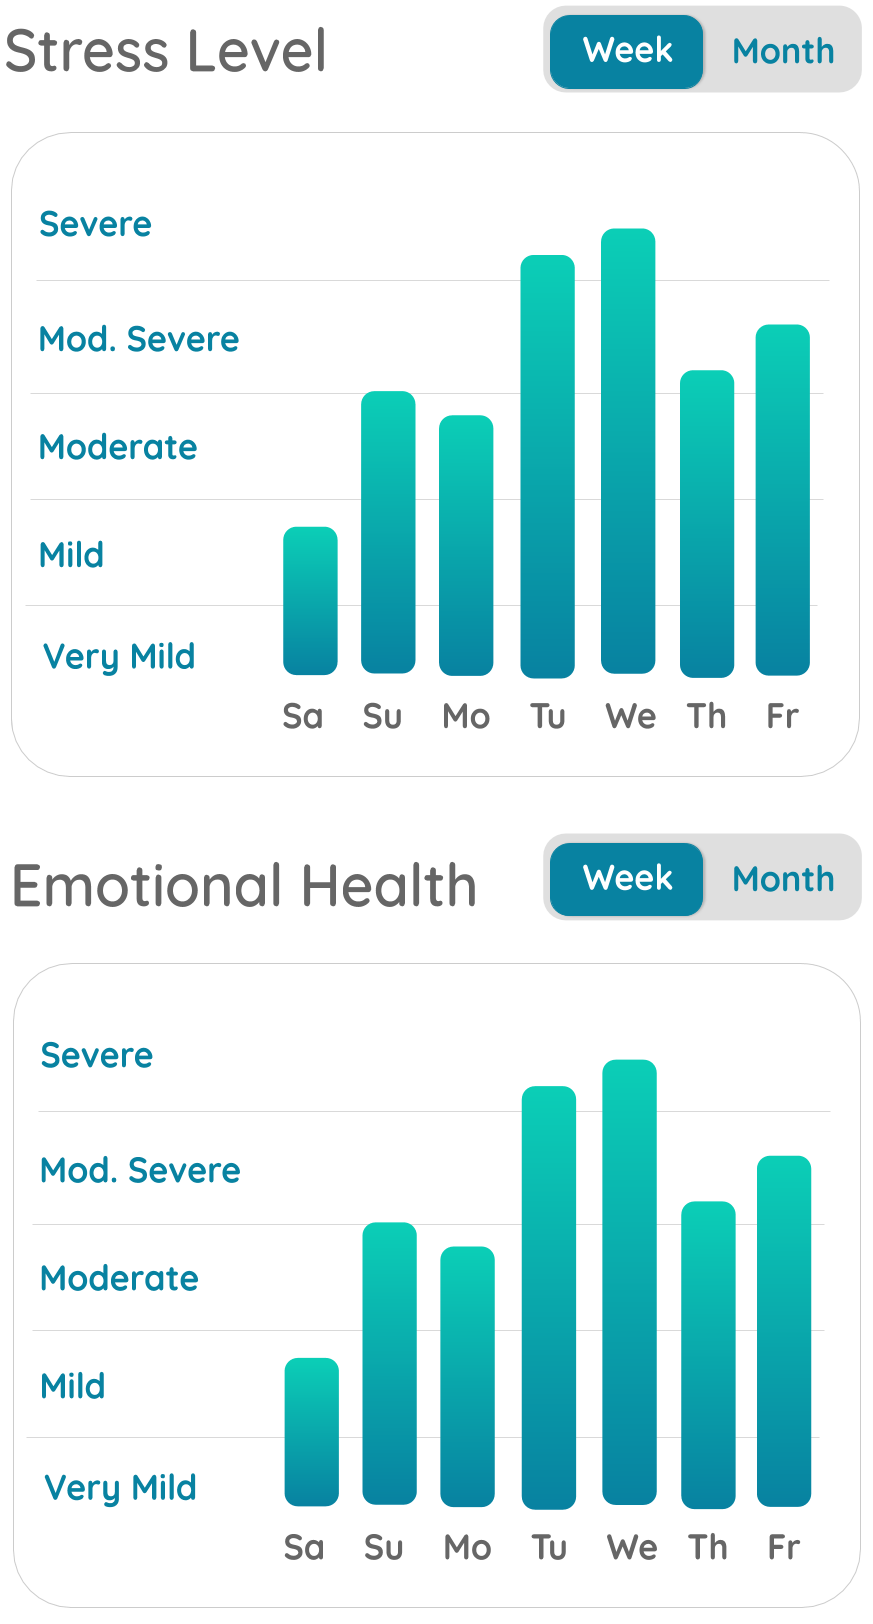 Stress Level
Week Month
Severe
Mod. Severe
Moderate
Mild
Very Mild
Sa Su Mo Tu We Th Fr
Emotional Health
Week Month
Severe
Mod. Severe
Moderate
Mild
Very Mild
Sa Su Mo Tu We Th Fr